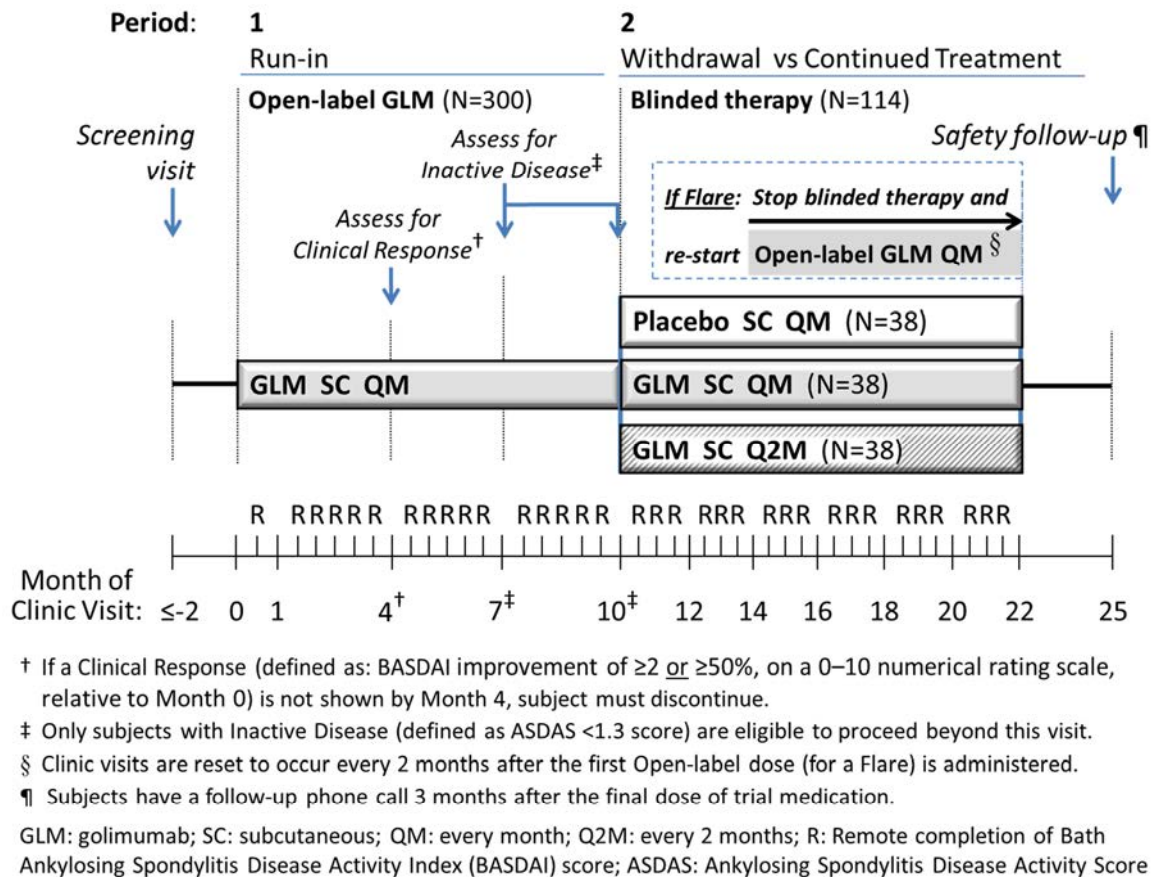 Period: 1 2
Run-in Withdrawal vs Continued Treatment
Open-label GLM (N=300) Blinded therapy (N=114)
Screening
visit
Assess for
Clinical Response†
Assess for
Inactive Disease‡
Safety follow-up ¶
If Flare: Stop blinded therapy and
re-start Open-label GLM QM §
Placebo SC QM (N=38)
GLM SC QM GLM SC QM (N=38)
GLM SC Q2M (N=38)
R RRRRR RRRRR RRRRR RRR RRR RRR RRR RRR RRR
Month of
Clinic Visit: ≤-2 0 1 4† 7‡ 10‡ 12 14 16 18 20 22 25
† If a Clinical Response (defined as: BASDAI improvement of ≥2 or ≥50%, on a 0–10 numerical rating scale,
relative to Month 0) is not shown by Month 4, subject must discontinue.
‡ Only subjects with Inactive Disease (defined as ASDAS <1.3 score) are eligible to proceed beyond this visit.
§ Clinic visits are reset to occur every 2 months after the first Open-label dose (for a Flare) is administered.
¶ Subjects have a follow-up phone call 3 months after the final dose of trial medication.
GLM: golimumab; SC: subcutaneous; QM: every month; Q2M: every 2 months; R: Remote completion of Bath
Ankylosing Spondylitis Disease Activity Index (BASDAI) score; ASDAS: Ankylosing Spondylitis Disease Activity Score